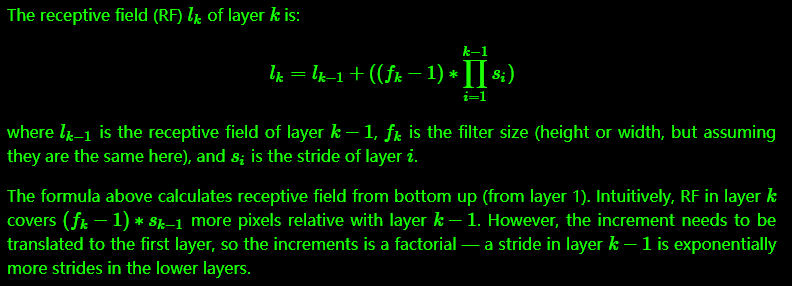 The receptive field (RF) l_k of layer k is:
l_k = l_{k−1} + ((f_k − 1) ∗ ∏_{i=1}^{k−1} s_i)
where l_{k−1} is the receptive field of layer k − 1, f_k is the filter size (height or width, but assuming
they are the same here), and s_i is the stride of layer i.
The formula above calculates receptive field from bottom up (from layer 1). Intuitively, RF in layer k
covers (f_k − 1) ∗ s_{k−1} more pixels relative with layer k − 1. However, the increment needs to be
translated to the first layer, so the increments is a factorial — a stride in layer k − 1 is exponentially
more strides in the lower layers.